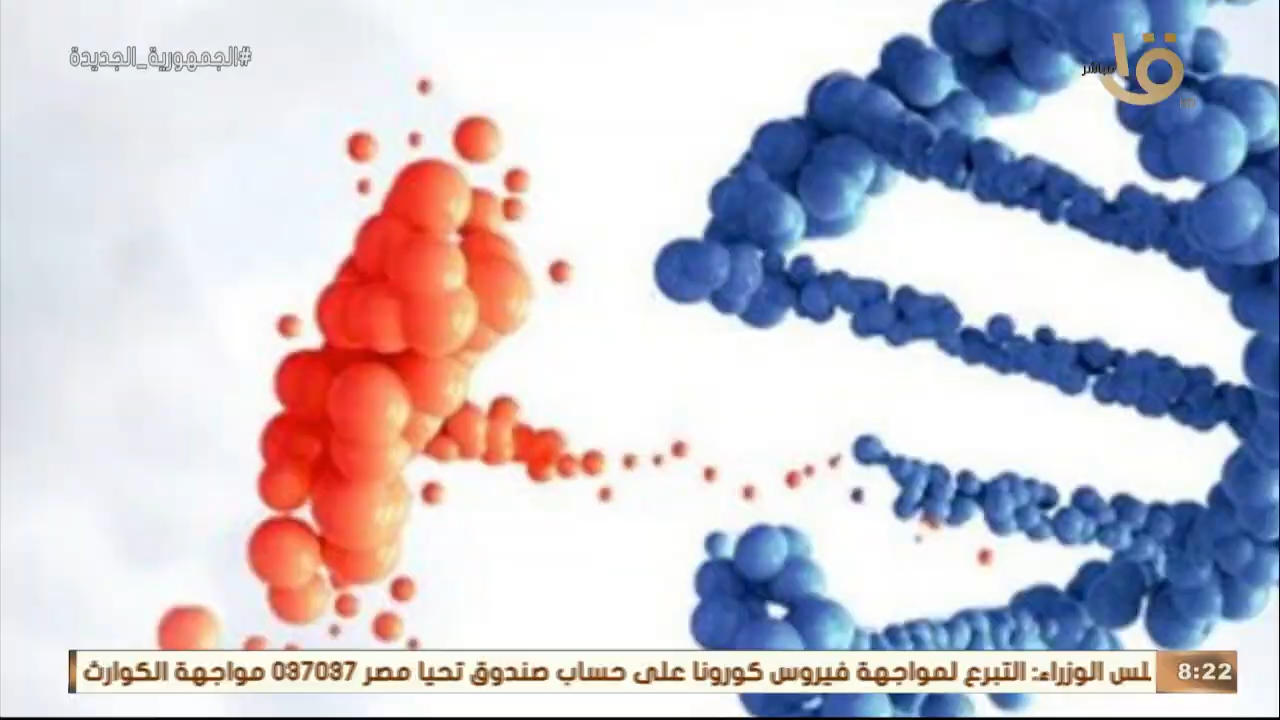 #الجمهورية_الجديدة
مباشر
لس الوزراء: التبرع لمواجهة فيروس كورونا على حساب صندوق تحيا مصر 037037 مواجهة الكوارث
8:22